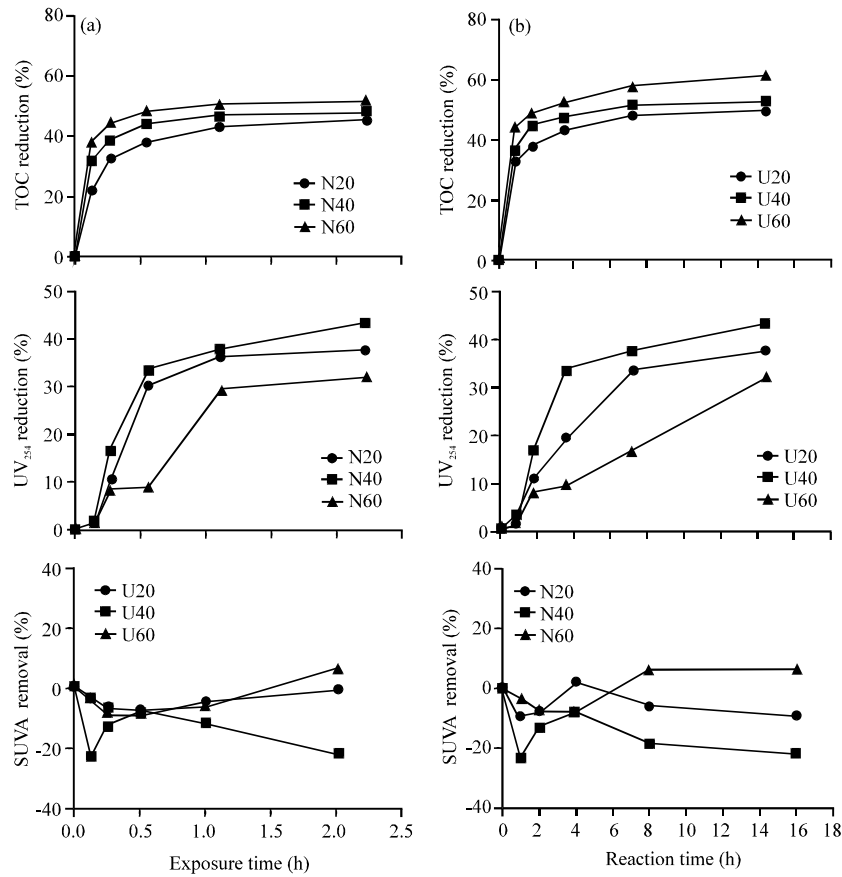 (a)
80
60
40
20
0
TOC reduction (%)
N20
N40
N60
(b)
80
60
40
20
0
TOC reduction (%)
U20
U40
U60
50
40
30
20
10
0
UV254 reduction (%)
N20
N40
N60
50
40
30
20
10
0
UV254 reduction (%)
U20
U40
U60
40
20
0
-20
-40
SUVA removal (%)
U20
U40
U60
0.0 0.5 1.0 1.5 2.0 2.5
Exposure time (h)
40
20
0
-20
-40
SUVA removal (%)
N20
N40
N60
0 2 4 6 8 10 12 14 16 18
Reaction time (h)